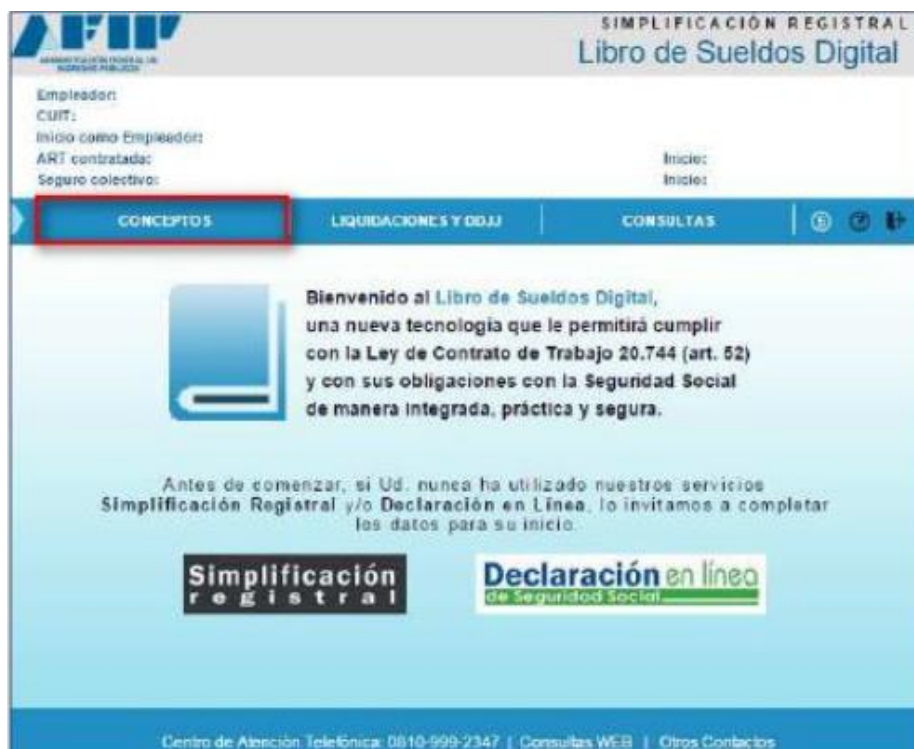 AFIP
SIMPLIFICACIÓN REGISTRAL
Libro de Sueldos Digital
Empleador:
CUIT:
Inicio como Empleador:
ART contratada:
Inicio:
Seguro colectivo:
Inicio:
CONCEPTOS
LIQUIDACIONES Y DDJJ
CONSULTAS
Bienvenido al Libro de Sueldos Digital,
una nueva tecnología que le permitirá cumplir
con la Ley de Contrato de Trabajo 20.744 (art. 52)
y con sus obligaciones con la Seguridad Social
de manera integrada, práctica y segura.
Antes de comenzar, si Ud. nunca ha utilizado nuestros servicios
Simplificación Registral y/o Declaración en Línea, lo invitamos a completar
los datos para su inicio.
Simplificación
registral
Declaración en línea
de Seguridad Social
Centro de Atención Telefónica: 0810-999-2347 | Consultas WEB | Otros Contactos